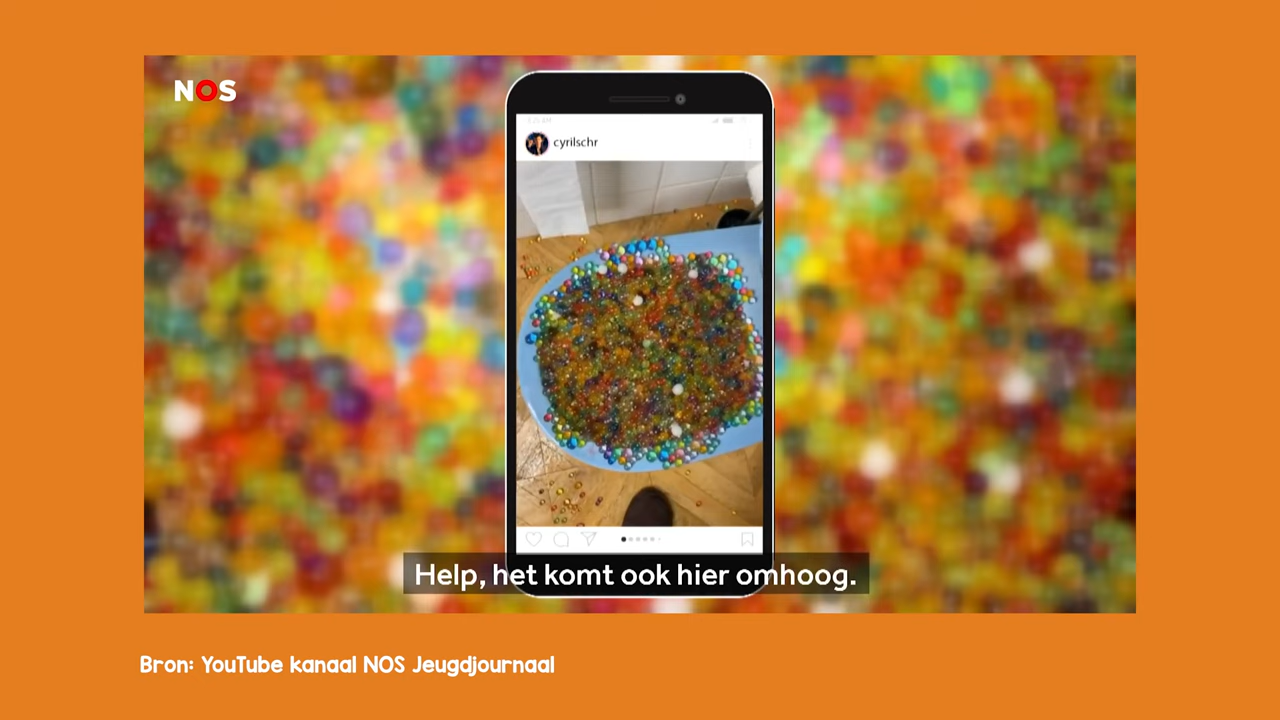 NOS
cyrilschr
Help, het komt ook hier omhoog.
Bron: YouTube kanaal NOS Jeugdjournaal